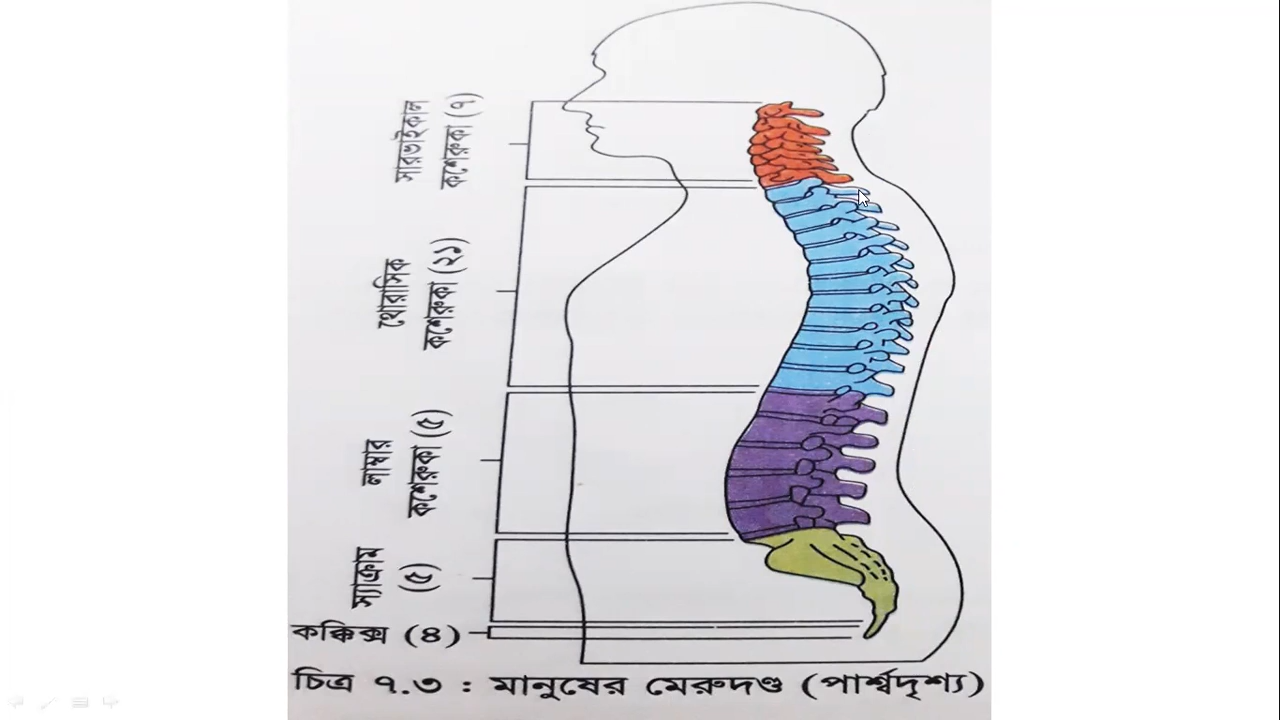 সারভাইকাল
কশেরুকা (৭)
থোরাসিক
কশেরুকা (১২)
লাম্বার
কশেরুকা (৫)
স্যাক্রাম
(৫)
কক্কিক্স (৪)
চিত্র ৭.৩ : মানুষের মেরুদণ্ড (পার্শ্বদৃশ্য)